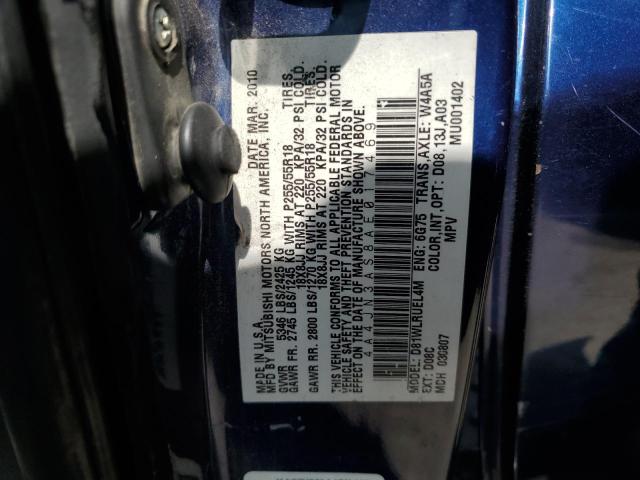 MADE IN U.S.A. DATE MAR. 2010
BY MITSUBISHI MOTORS NORTH AMERICA, INC.
GVWR 5346 LBS/2425 KG
GAWR FR. 2745 LBS/1245 KG WITH P255/55R18 TIRES,
18X8JJ RIMS AT 220 KPA/32 PSI COLD.
GAWR RR. 2800 LBS/1270 KG WITH P255/55R18 TIRES,
18X8JJ RIMS AT 220 KPA/32 PSI COLD.
THIS VEHICLE CONFORMS TO ALL APPLICABLE FEDERAL MOTOR
VEHICLE SAFETY AND THEFT PREVENTION STANDARDS IN
EFFECT ON THE DATE OF MANUFACTURE SHOWN ABOVE.
4A4JN3AS8AE017469
MODEL: D81WLRUEL4M ENG: 6G75 TRANS,AXLE: W4A5A
EXT: D08C COLOR,INT,OPT: D08,13J,A03
MCH 030807 MPV MU001402